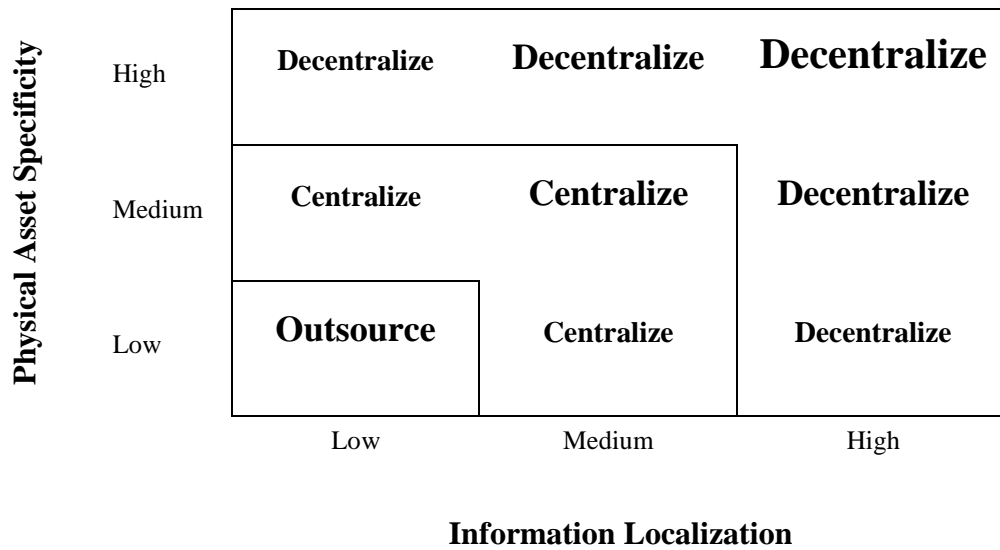 Physical Asset Specificity
High
Decentralize
Decentralize
Decentralize
Medium
Centralize
Centralize
Decentralize
Low
Outsource
Centralize
Decentralize
Low
Medium
High
Information Localization